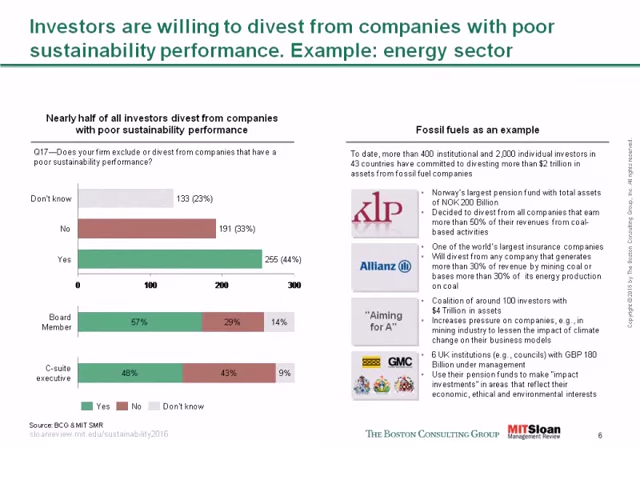 Investors are willing to divest from companies with poor
sustainability performance. Example: energy sector
Nearly half of all investors divest from companies
with poor sustainability performance
Q17—Does your firm exclude or divest from companies that have a
poor sustainability performance?
Don't know
133 (23%)
No
191 (33%)
Yes
255 (44%)
0
100
200
300
Board
Member
57%
29%
14%
C-suite
executive
48%
43%
9%
Yes
No
Don't know
Source: BCG & MIT SMR
sloanreview.mit.edu/sustainability2016
Fossil fuels as an example
To date, more than 400 institutional and 2,000 individual investors in
43 countries have committed to divesting more than $2 trillion in
assets from fossil fuel companies
klp
• Norway's largest pension fund with total assets
of NOK 200 Billion
• Decided to divest from all companies that earn
more than 50% of their revenues from coal-
based activities
Allianz
• One of the world's largest insurance companies
• Will divest from any company that generates
more than 30% of revenue by mining coal or
bases more than 30% of its energy production
on coal
"Aiming
for A"
• Coalition of around 100 investors with
$4 Trillion in assets
• Increases pressure on companies, e.g., in
mining industry to lessen the impact of climate
change on their business models
GMC
• 6 UK institutions (e.g., councils) with GBP 180
Billion under management
• Use their pension funds to make "impact
investments" in areas that reflect their
economic, ethical and environmental interests
THE BOSTON CONSULTING GROUP
MITSloan
Management Review
6
Copyright © 2016 by The Boston Consulting Group, Inc. All rights reserved.